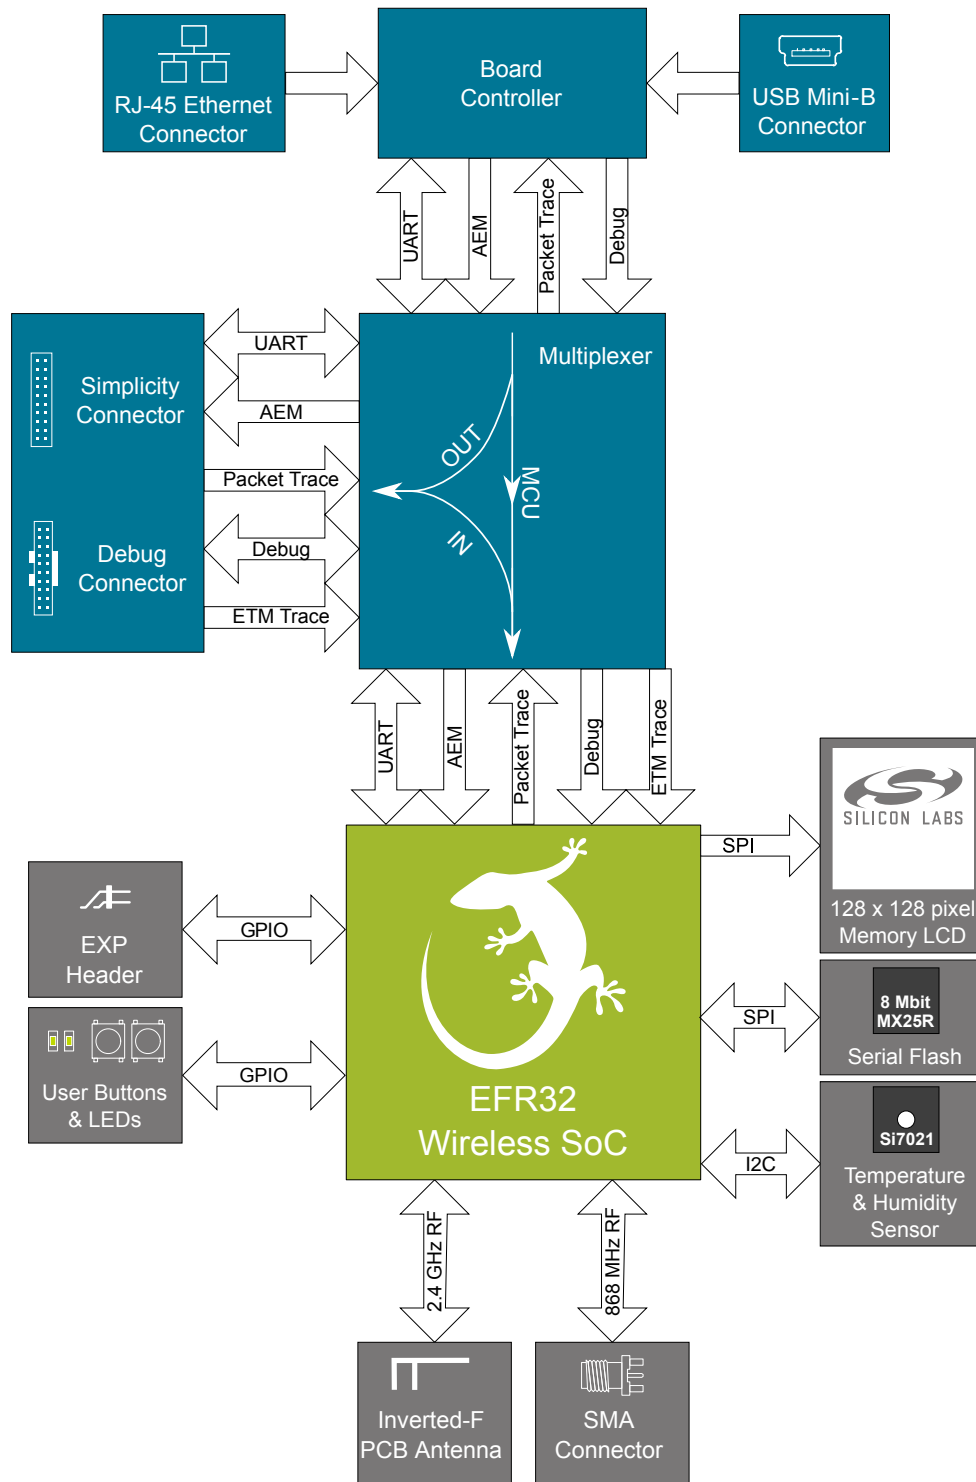 RJ-45 Ethernet
Connector
Board
Controller
USB Mini-B
Connector
UART
AEM
Packet Trace
Debug
Simplicity
Connector
Debug
Connector
UART
AEM
Packet Trace
Debug
ETM Trace
Multiplexer
OUT
MCU
IN
UART
AEM
Packet Trace
Debug
ETM Trace
EXP
Header
GPIO
User Buttons
& LEDs
GPIO
EFR32
Wireless SoC
SPI
SILICON LABS
128 x 128 pixel
Memory LCD
SPI
8 Mbit
MX25R
Serial Flash
I2C
Si7021
Temperature
& Humidity
Sensor
2.4 GHz RF
868 MHz RF
Inverted-F
PCB Antenna
SMA
Connector